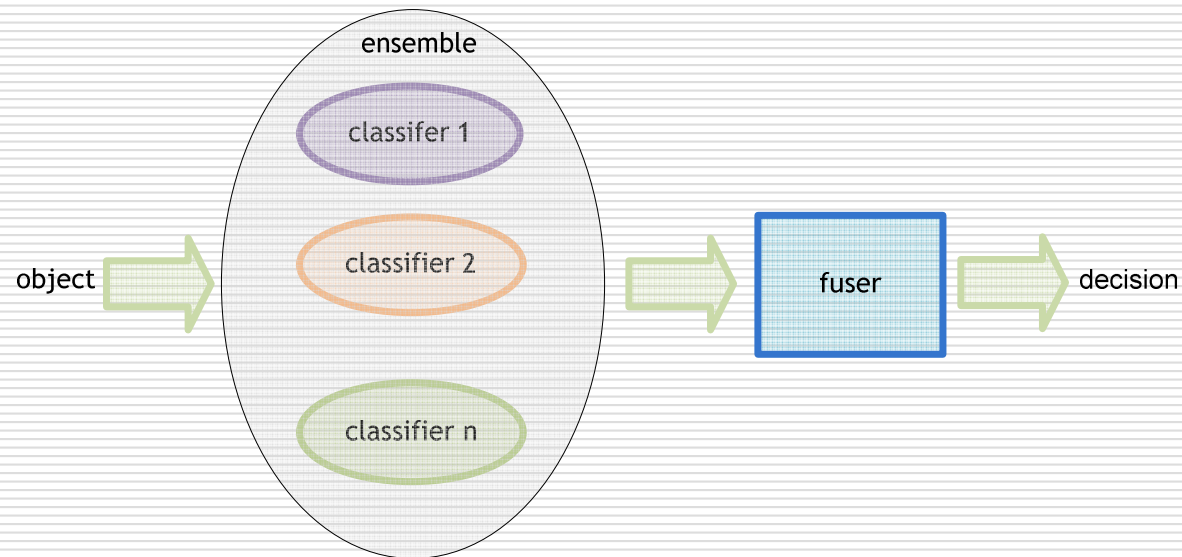 ensemble
classifer 1
classifier 2
object
fuser
decision
classifier n